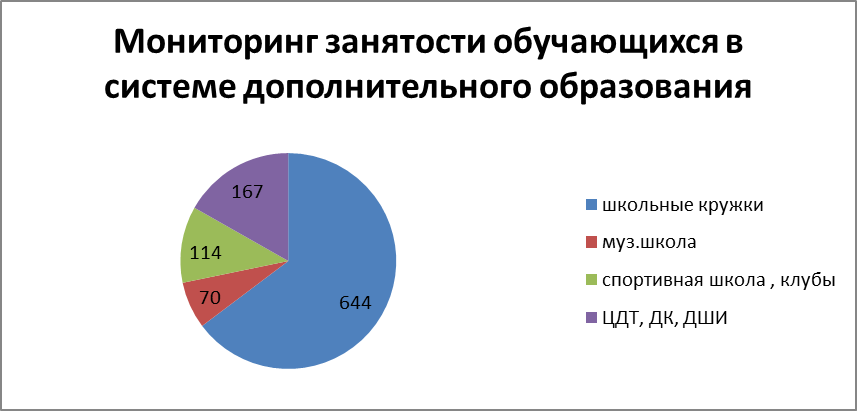 Мониторинг занятости обучающихся в
системе дополнительного образования
167
114
70
644
школьные кружки
муз.школа
спортивная школа , клубы
ЦДТ, ДК, ДШИ